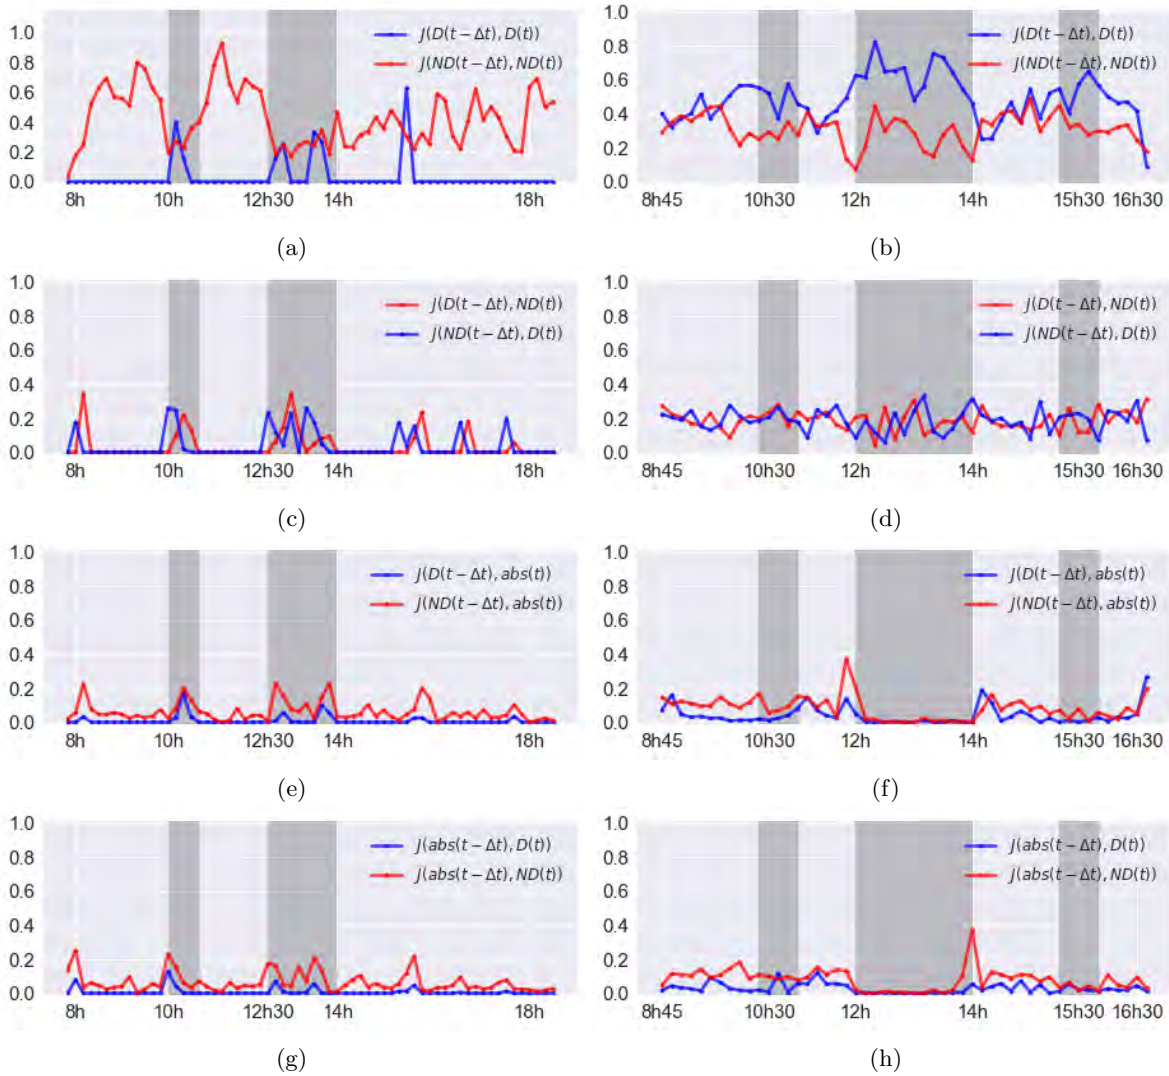 1.0
0.8
0.6
0.4
0.2
0.0
J(D(t − Δt), D(t))
J(ND(t − Δt), ND(t))
8h 10h 12h30 14h 18h
(a)
1.0
0.8
0.6
0.4
0.2
0.0
J(D(t − Δt), D(t))
J(ND(t − Δt), ND(t))
8h45 10h30 12h 14h 15h30 16h30
(b)
1.0
0.8
0.6
0.4
0.2
0.0
J(D(t − Δt), ND(t))
J(ND(t − Δt), D(t))
8h 10h 12h30 14h 18h
(c)
1.0
0.8
0.6
0.4
0.2
0.0
J(D(t − Δt), ND(t))
J(ND(t − Δt), D(t))
8h45 10h30 12h 14h 15h30 16h30
(d)
1.0
0.8
0.6
0.4
0.2
0.0
J(D(t − Δt), abs(t))
J(ND(t − Δt), abs(t))
8h 10h 12h30 14h 18h
(e)
1.0
0.8
0.6
0.4
0.2
0.0
J(D(t − Δt), abs(t))
J(ND(t − Δt), abs(t))
8h45 10h30 12h 14h 15h30 16h30
(f)
1.0
0.8
0.6
0.4
0.2
0.0
J(abs(t − Δt), D(t))
J(abs(t − Δt), ND(t))
8h 10h 12h30 14h 18h
(g)
1.0
0.8
0.6
0.4
0.2
0.0
J(abs(t − Δt), D(t))
J(abs(t − Δt), ND(t))
8h45 10h30 12h 14h 15h30 16h30
(h)